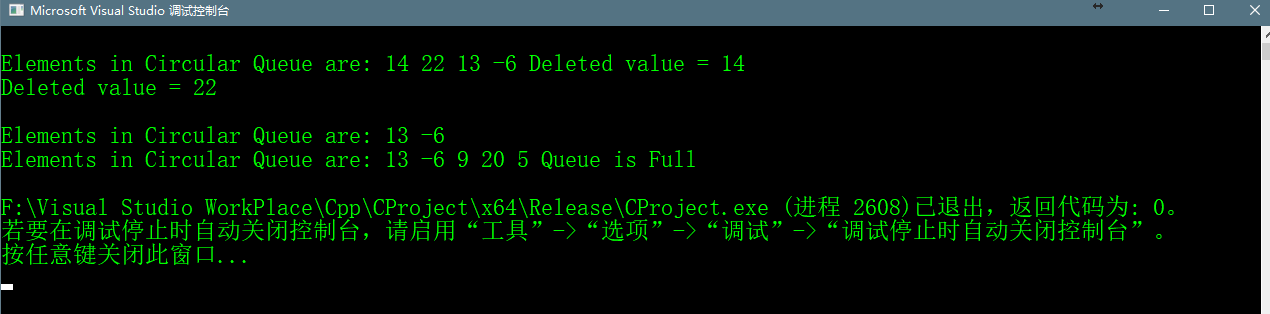 Microsoft Visual Studio 调试控制台
Elements in Circular Queue are: 14 22 13 -6 Deleted value = 14
Deleted value = 22
Elements in Circular Queue are: 13 -6
Elements in Circular Queue are: 13 -6 9 20 5 Queue is Full
F:\Visual Studio WorkPlace\Cpp\CProject\x64\Release\CProject.exe (进程 2608)已退出，返回代码为: 0。
若要在调试停止时自动关闭控制台，请启用“工具”->“选项”->“调试”->“调试停止时自动关闭控制台”。
按任意键关闭此窗口...